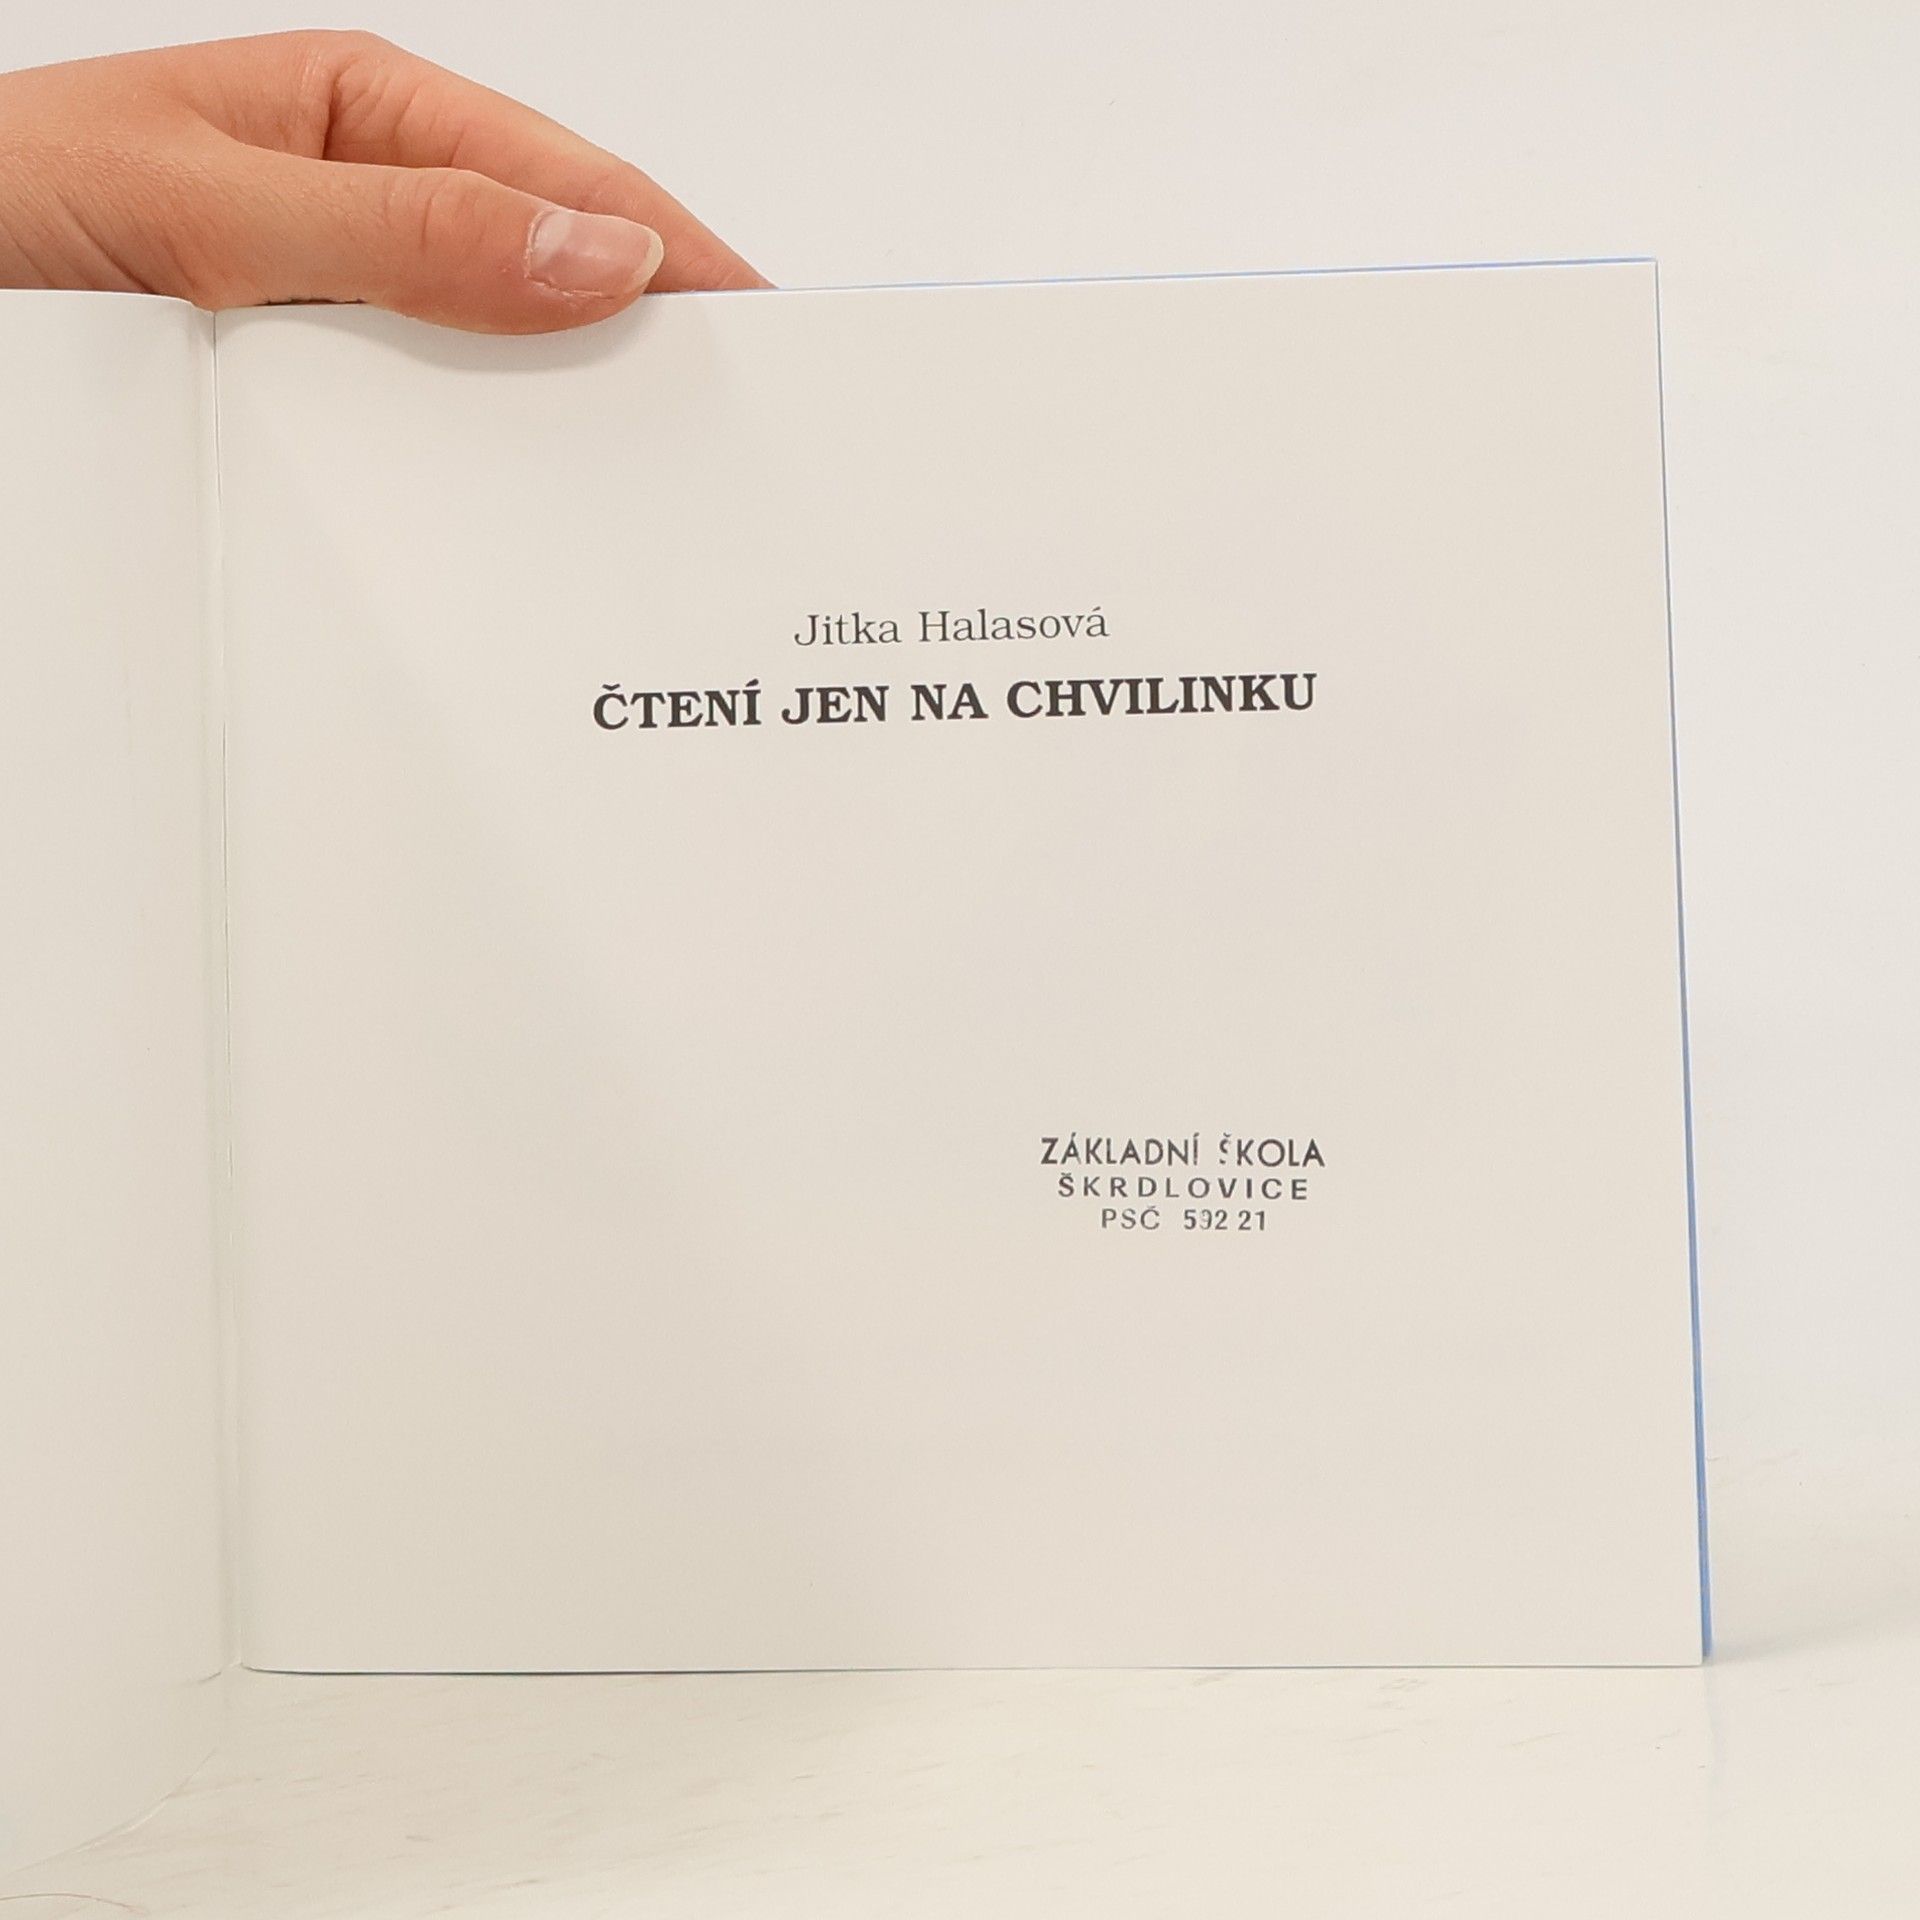 Jitka Halasová
ČTENÍ JEN NA CHVILINKU
ZÁKLADNÍ ŠKOLA
ŠKRDLOVICE
PSČ 592 21